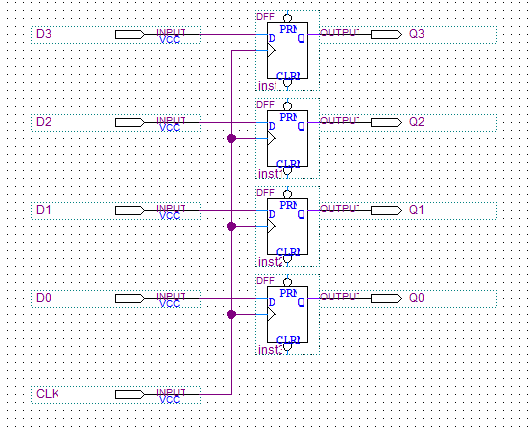 DFF
D3 INPUT VCC D PRN Q OUTPUT Q3
CLRN
inst
DFF
D2 INPUT VCC D PRN Q OUTPUT Q2
CLRN
inst
DFF
D1 INPUT VCC D PRN Q OUTPUT Q1
CLRN
inst
DFF
D0 INPUT VCC D PRN Q OUTPUT Q0
CLRN
inst
CLK INPUT VCC